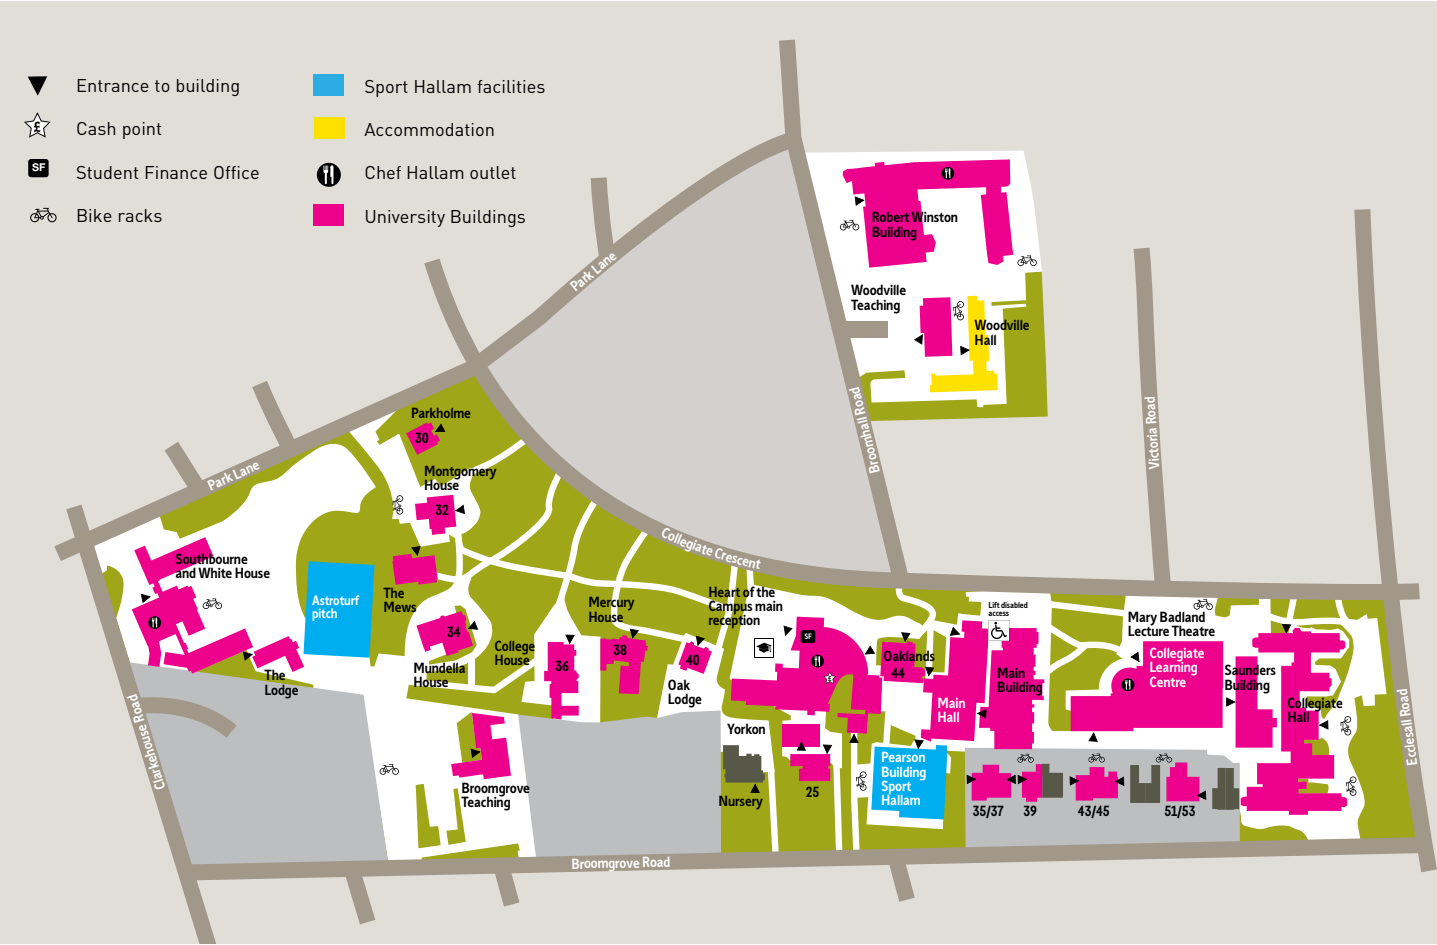 Entrance to building
Cash point
SF
Student Finance Office
Bike racks
Sport Hallam facilities
Accommodation
Chef Hallam outlet
University Buildings
Park Lane
Park Lane
Robert Winston
Building
Woodville
Teaching
Woodville
Hall
Broomhall Road
Victoria Road
Collegiate Crescent
Parkholme
30
Montgomery
House
32
Southbourne
and White House
Astroturf
pitch
The
Mews
34
Mundella
House
The
Lodge
College
House
36
Mercury
House
38
40
Oak
Lodge
Heart of the
Campus main
reception
SF
£
Oaklands
44
Lift disabled
access
Main
Building
Main
Hall
Mary Badland
Lecture Theatre
Collegiate
Learning
Centre
Saunders
Building
Collegiate
Hall
Yorkon
Nursery
25
Pearson
Building
Sport
Hallam
35/37
39
43/45
51/53
Broomgrove
Teaching
Clarkehouse Road
Broomgrove Road
Ecclesall Road